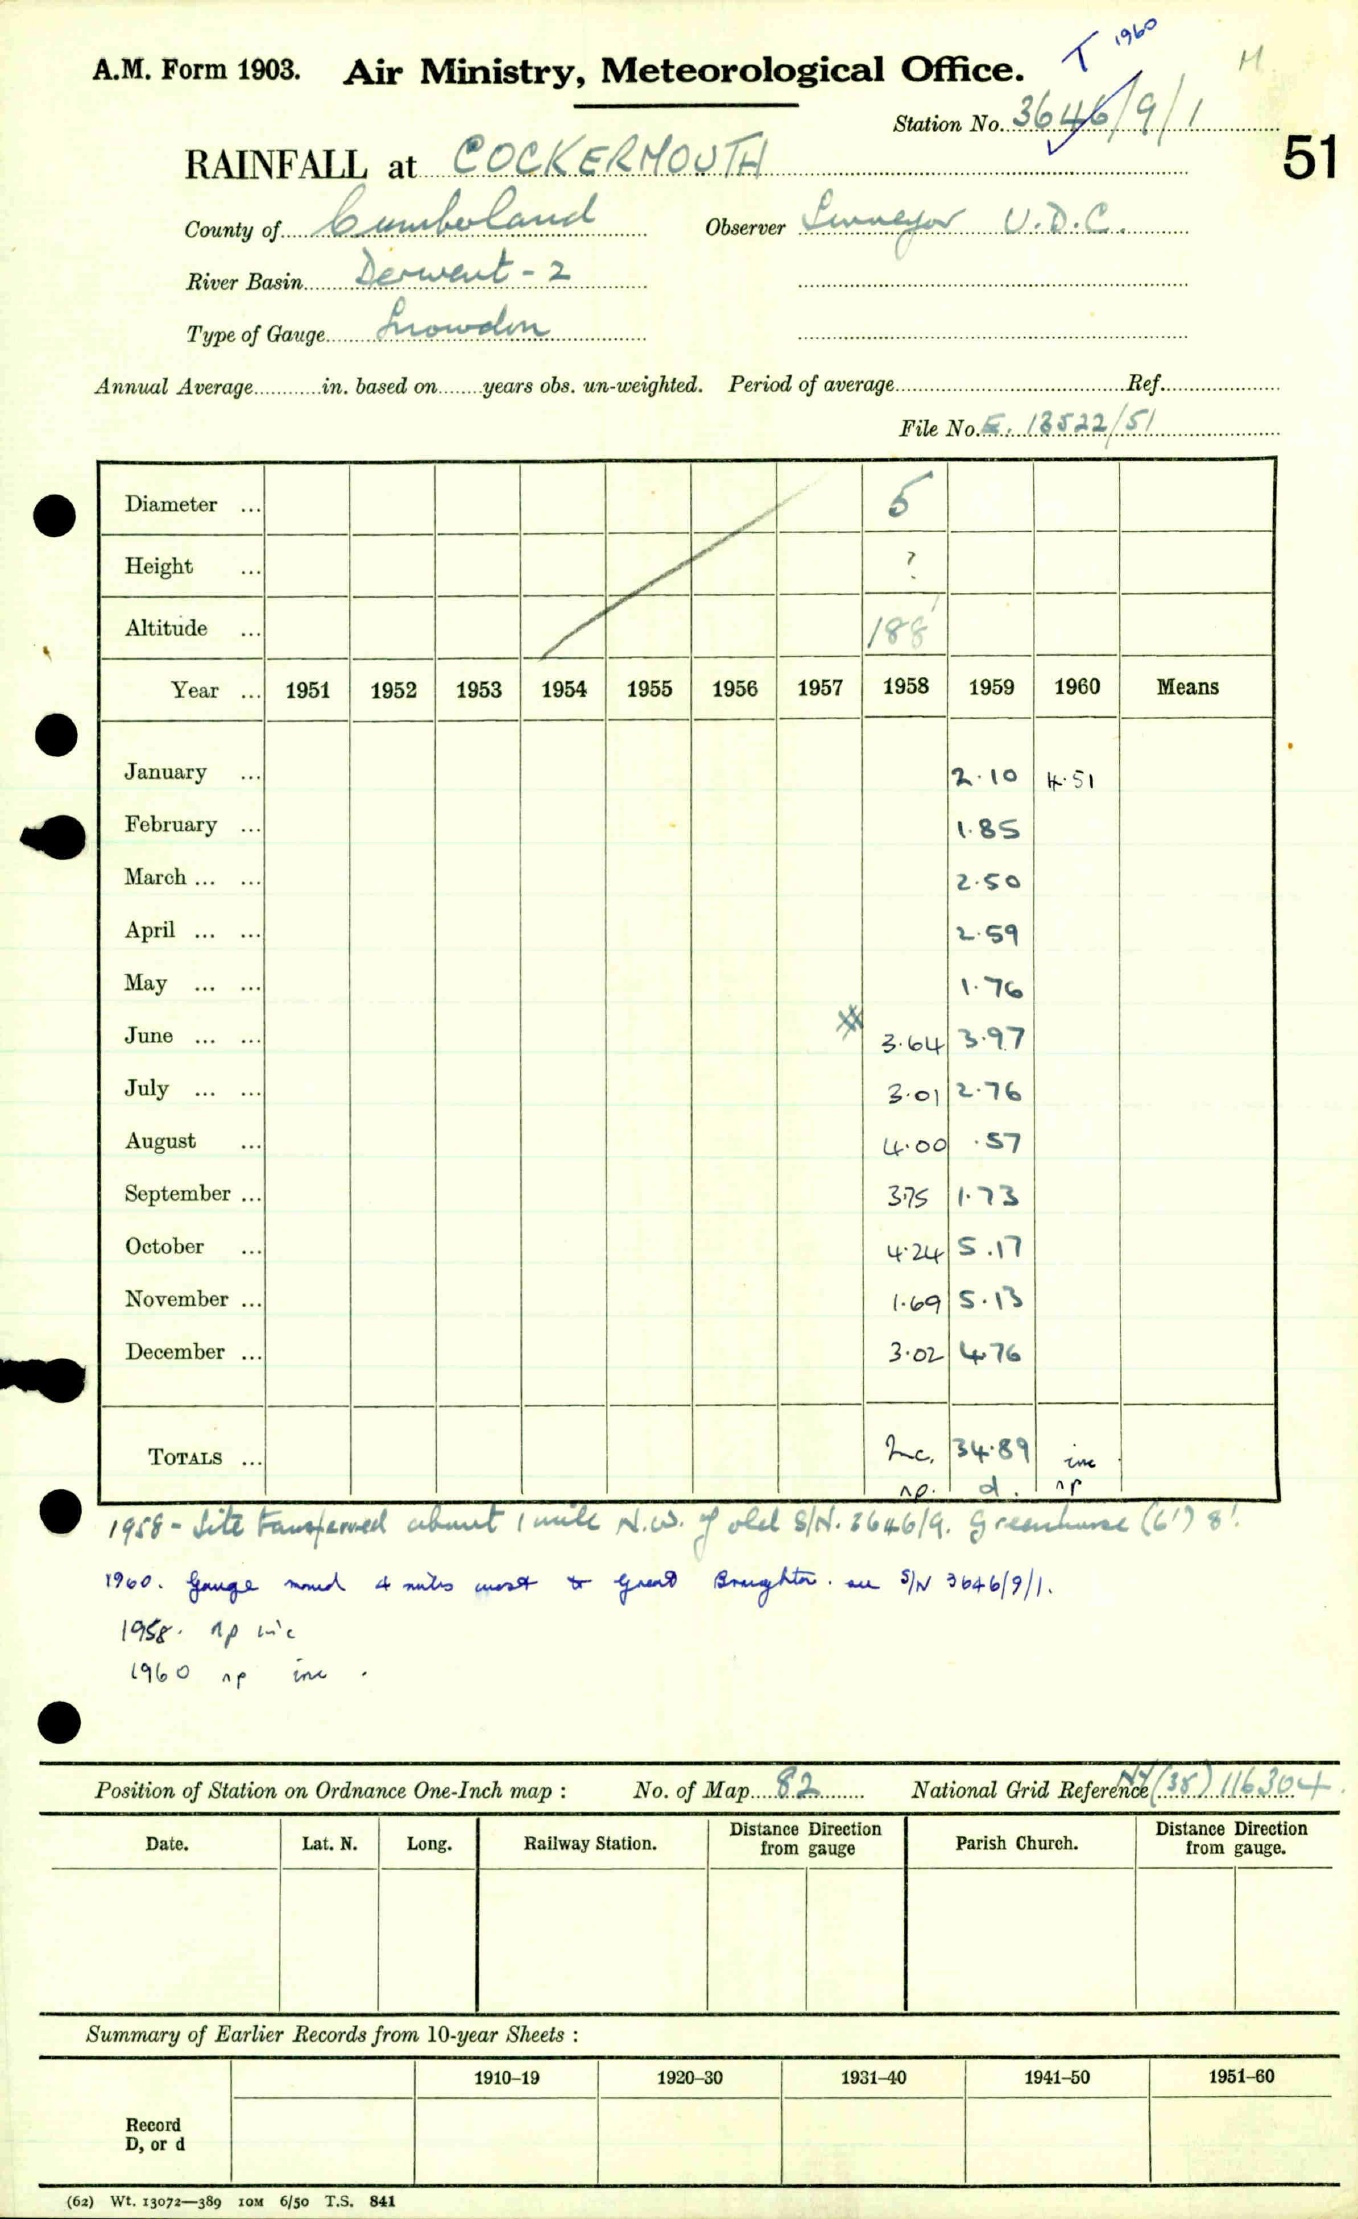 T 1960
M.
A.M. Form 1903. Air Ministry, Meteorological Office.
Station No. 3646/9/1
51
RAINFALL at COCKERMOUTH
County of Cumberland Observer Surveyor U.D.C.
River Basin Derwent - 2
Type of Gauge Snowdon
Annual Average............in. based on........years obs. un-weighted. Period of average.......... Ref..........
File No. E. 13522/51
Diameter ... 5
Height ... ?
Altitude ... 188'
Year ... 1951 1952 1953 1954 1955 1956 1957 1958 1959 1960 Means
January ... 2.10 4.51
February ... 1.85
March ... ... 2.50
April ... ... 2.59
May ... ... 1.76
June ... ... 3.64 3.97
July ... ... 3.01 2.76
August ... 4.00 .57
September ... 3.75 1.73
October ... 4.24 5.17
November ... 1.69 5.13
December ... 3.02 4.76
TOTALS ... Inc. 34.89 inc
np. d. np
1958 - Site transferred about 1 mile N.W. of old S/N. 3646/9. Greenhouse (6') 8'.
1960. Gauge moved 4 miles west to Great Broughton. see S/N 3646/9/1.
1958. np inc
1960 np inc.
Position of Station on Ordnance One-Inch map : No. of Map 82 National Grid Reference NY (35) 116304.
Date. Lat. N. Long. Railway Station. Distance Direction from gauge Parish Church. Distance Direction from gauge.
Summary of Earlier Records from 10-year Sheets :
1910–19 1920–30 1931–40 1941–50 1951–60
Record
D, or d
(62) Wt. 13072—389 10M 6/50 T.S. 841